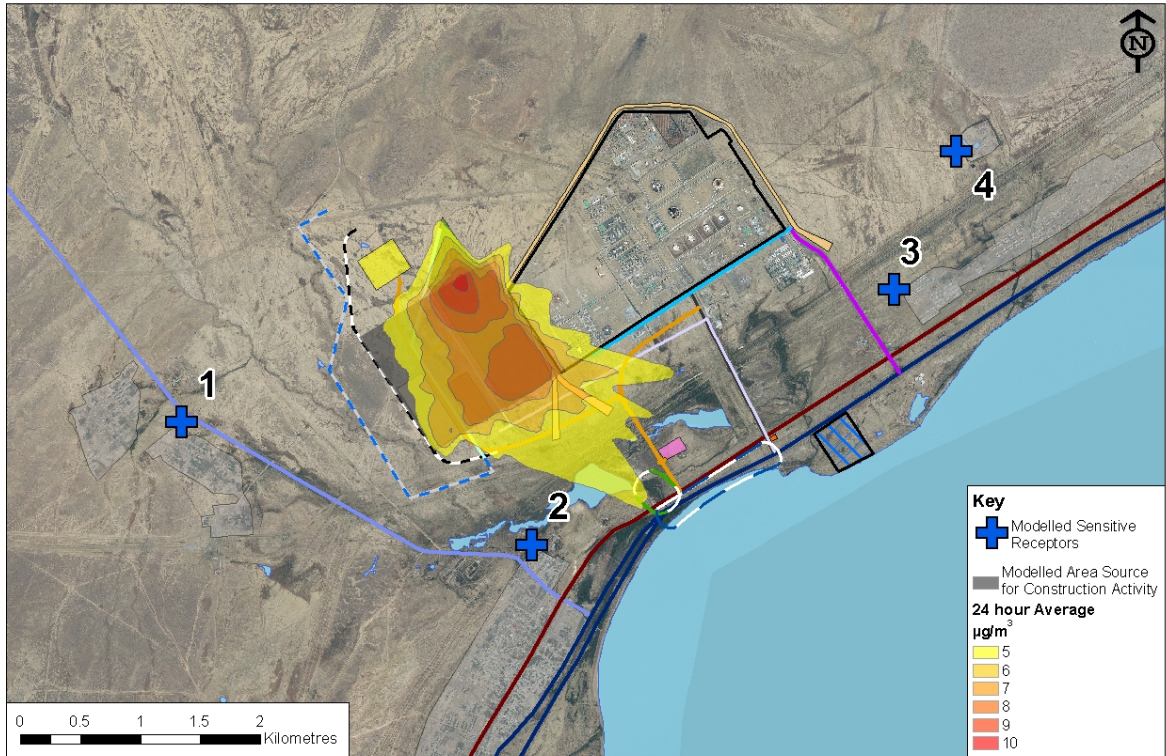 N
4
3
1
2
Key
Modelled Sensitive
Receptors
Modelled Area Source
for Construction Activity
24 hour Average
µg/m³
5
6
7
8
9
10
0 0.5 1 1.5 2
Kilometres